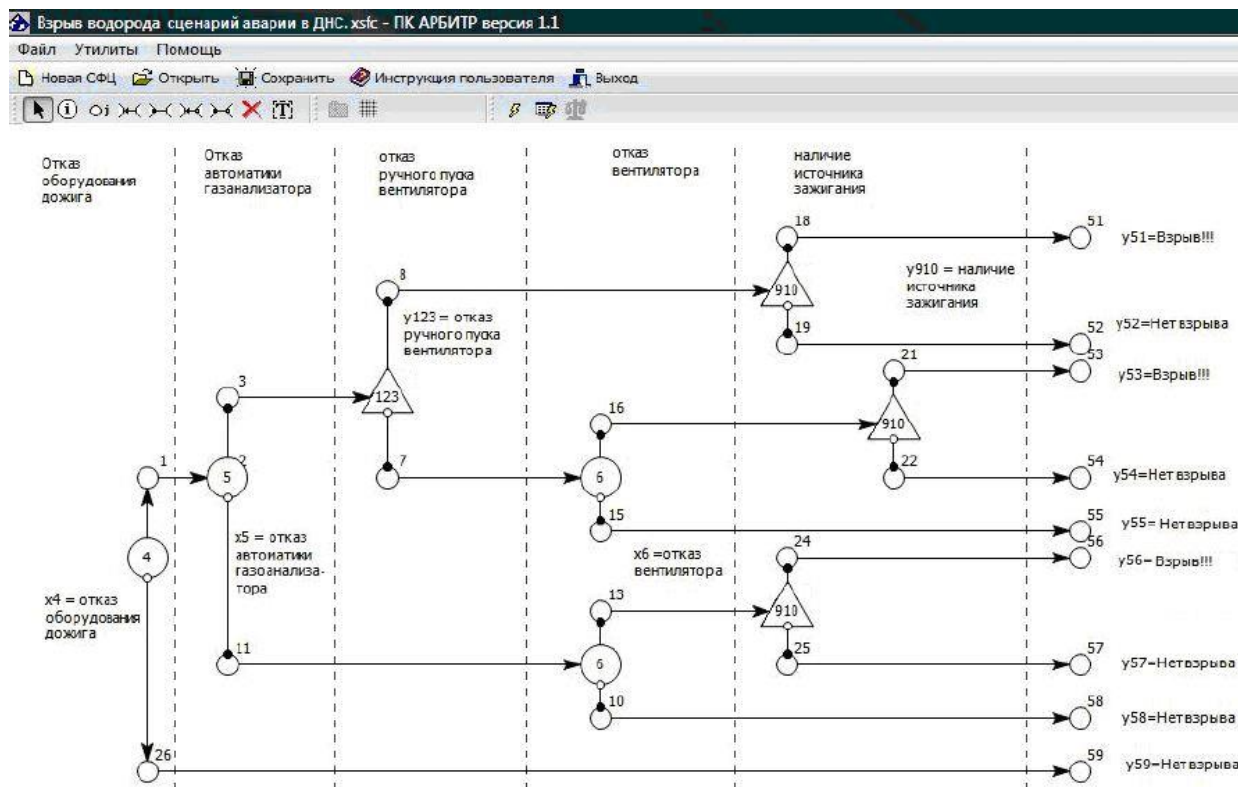 Взрыв водорода сценарий аварии в ДНС.xsfc - ПК АРБИТР версия 1.1
Файл Утилиты Помощь
Новая СФЦ Открыть Сохранить Инструкция пользователя Выход
Отказ
оборудования
дожига
Отказ
автоматики
газанализатора
отказ
ручного пуска
вентилятора
отказ
вентилятора
наличие
источника
зажигания
18
51
y51=Взрыв!!!
8
910
y910 = наличие
источника
зажигания
y123 = отказ
ручного пуска
вентилятора
19
52
y52=Нет взрыва
21
53
y53=Взрыв!!!
3
123
16
910
1
5
2
7
6
22
54
y54=Нет взрыва
15
55
y55= Нет взрыва
x5 = отказ
автоматики
газоанализа-
тора
4
x6 =отказ
вентилятора
24
56
y56= Взрыв!!!
x4 = отказ
оборудования
дожига
13
910
11
6
25
57
y57=Нет взрыва
10
58
y58=Нет взрыва
26
59
y59=Нет взрыва